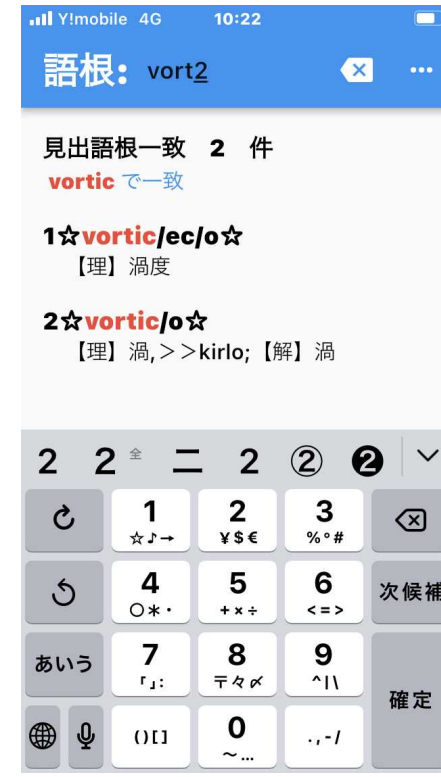 Y!mobile 4G 10:22
語根: vort2
見出語根一致 2 件
vortic で一致
1☆vortic/ec/o☆
【理】渦度
2☆vortic/o☆
【理】渦,>>kirlo;【解】渦
2 2 全 二 2 ② ❷
1 2 3
☆♪→ ¥$€ %°#
4 5 6 次候補
○*・ +×÷ <=>
あいう 7 8 9
「」: 〒々〆 ^|\
確定
()[] 0 .,-/
~…